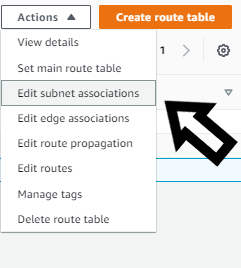 Actions Create route table
View details
1
Set main route table
Edit subnet associations
Edit edge associations
Edit route propagation
Edit routes
Manage tags
Delete route table